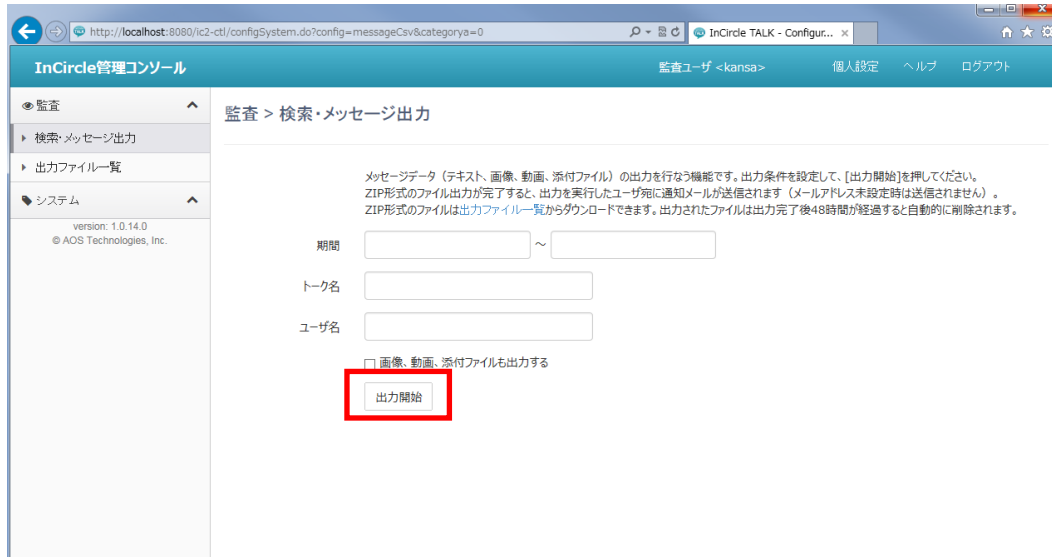 http://localhost:8080/ic2-ctl/configSystem.do?config=messageCsv&categorya=0
InCircle TALK - Configur...
InCircle管理コンソール
監査ユーザ <kansa>
個人設定
ヘルプ
ログアウト
監査
検索・メッセージ出力
出力ファイル一覧
システム
version: 1.0.14.0
© AOS Technologies, Inc.
監査 > 検索・メッセージ出力
メッセージデータ（テキスト、画像、動画、添付ファイル）の出力を行なう機能です。出力条件を設定して、[出力開始]を押してください。
ZIP形式のファイル出力が完了すると、出力を実行したユーザ宛に通知メールが送信されます（メールアドレス未設定時は送信されません）。
ZIP形式のファイルは出力ファイル一覧からダウンロードできます。出力されたファイルは出力完了後48時間が経過すると自動的に削除されます。
期間 ～
トーク名
ユーザ名
画像、動画、添付ファイルも出力する
出力開始